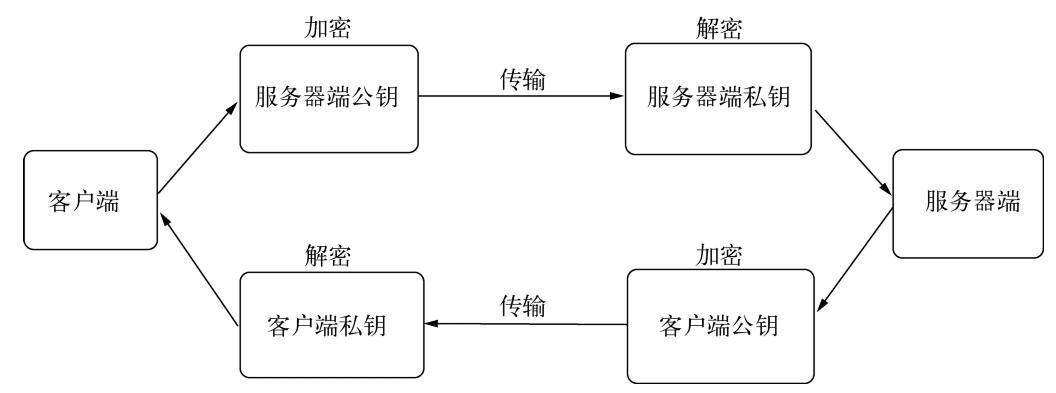 加密
解密
服务器端公钥
传输
服务器端私钥
客户端
服务器端
解密
加密
客户端私钥
传输
客户端公钥